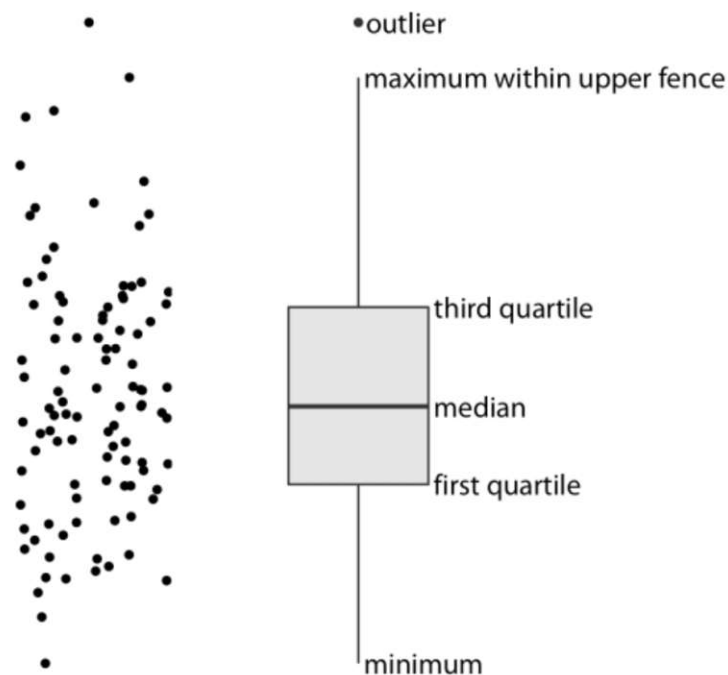 outlier
maximum within upper fence
third quartile
median
first quartile
minimum